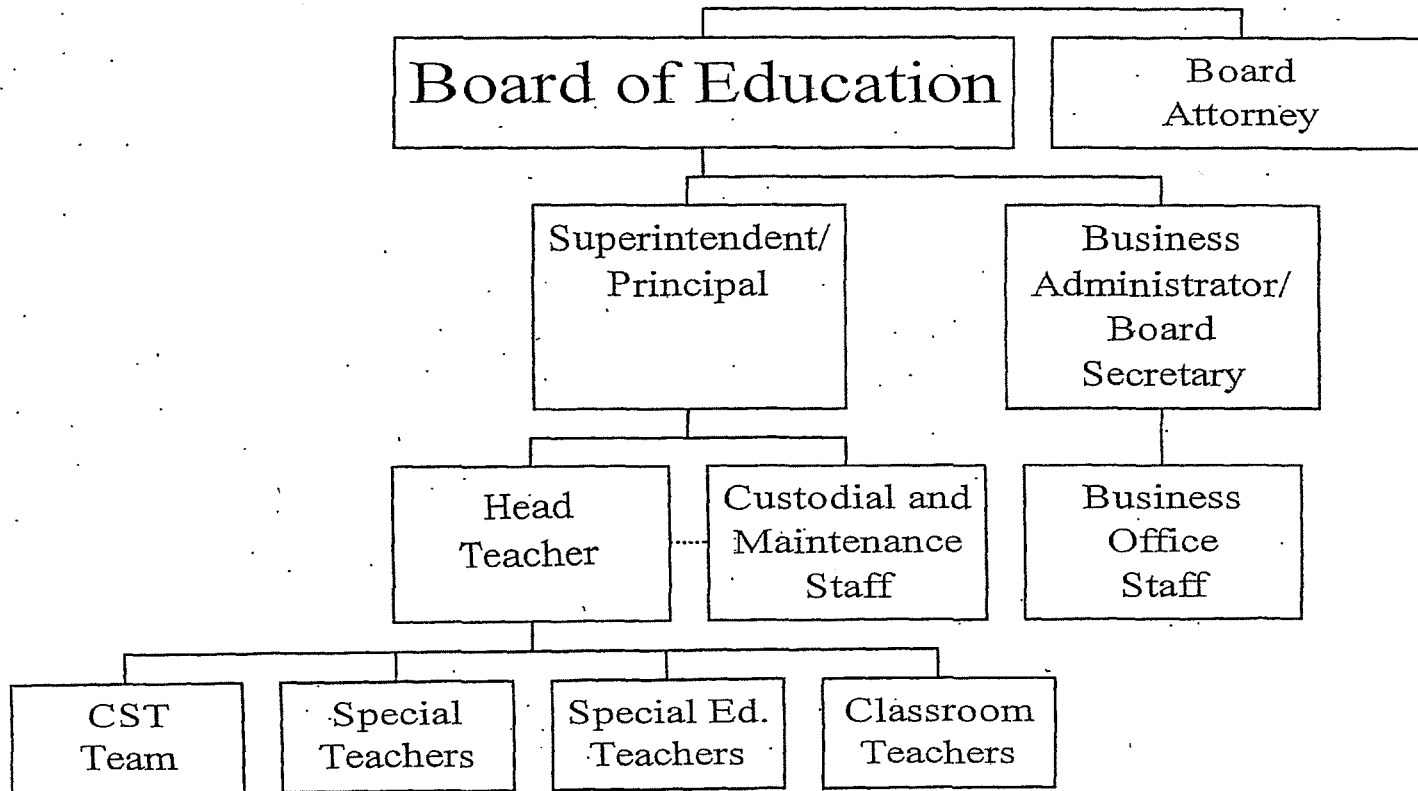 Board of Education
Board
Attorney
Superintendent/
Principal
Business
Administrator/
Board
Secretary
Head
Teacher
Custodial and
Maintenance
Staff
Business
Office
Staff
CST
Team
Special
Teachers
Special Ed.
Teachers
Classroom
Teachers